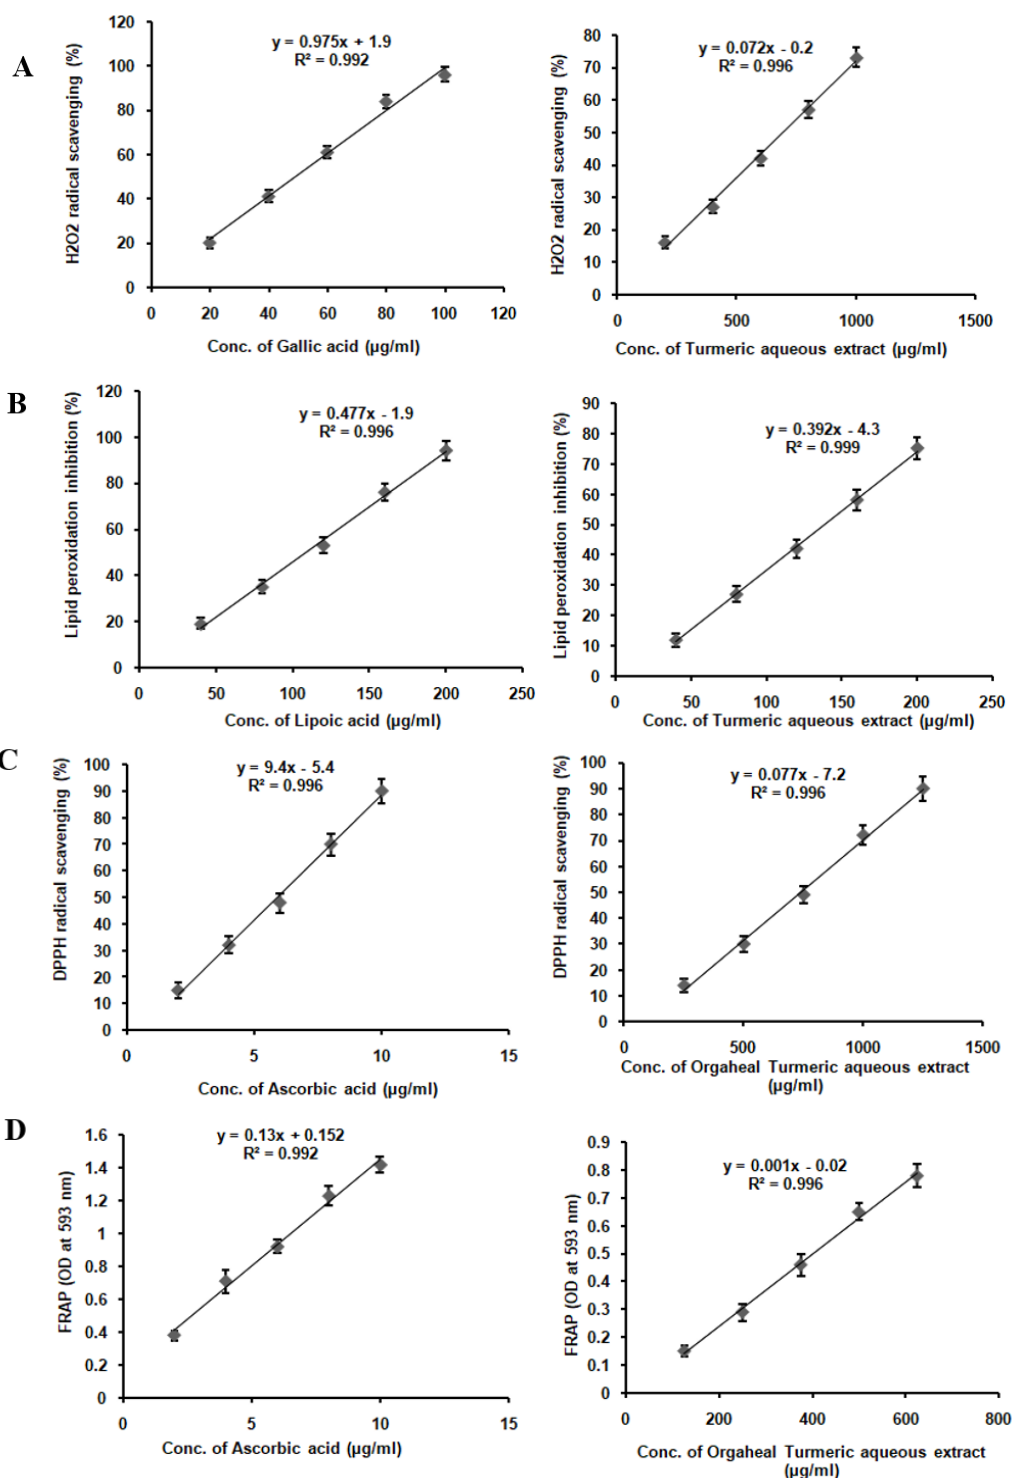 A
y = 0.975x + 1.9
R² = 0.992
H2O2 radical scavenging (%)
120
100
80
60
40
20
0
0 20 40 60 80 100 120
Conc. of Gallic acid (µg/ml)
y = 0.072x - 0.2
R² = 0.996
H2O2 radical scavenging (%)
80
70
60
50
40
30
20
10
0
0 500 1000 1500
Conc. of Turmeric aqueous extract (µg/ml)
B
y = 0.477x - 1.9
R² = 0.996
Lipid peroxidation inhibition (%)
120
100
80
60
40
20
0
0 50 100 150 200 250
Conc. of Lipoic acid (µg/ml)
y = 0.392x - 4.3
R² = 0.999
Lipid peroxidation inhibition (%)
90
80
70
60
50
40
30
20
10
0
0 50 100 150 200 250
Conc. of Turmeric aqueous extract (µg/ml)
C
y = 9.4x - 5.4
R² = 0.996
DPPH radical scavenging (%)
100
90
80
70
60
50
40
30
20
10
0
0 5 10 15
Conc. of Ascorbic acid (µg/ml)
y = 0.077x - 7.2
R² = 0.996
DPPH radical scavenging (%)
100
90
80
70
60
50
40
30
20
10
0
0 500 1000 1500
Conc. of Orgaheal Turmeric aqueous extract
(µg/ml)
D
y = 0.13x + 0.152
R² = 0.992
FRAP (OD at 593 nm)
1.6
1.4
1.2
1
0.8
0.6
0.4
0.2
0
0 5 10 15
Conc. of Ascorbic acid (µg/ml)
y = 0.001x - 0.02
R² = 0.996
FRAP (OD at 593 nm)
0.9
0.8
0.7
0.6
0.5
0.4
0.3
0.2
0.1
0
0 200 400 600 800
Conc. of Orgaheal Turmeric aqueous extract
(µg/ml)